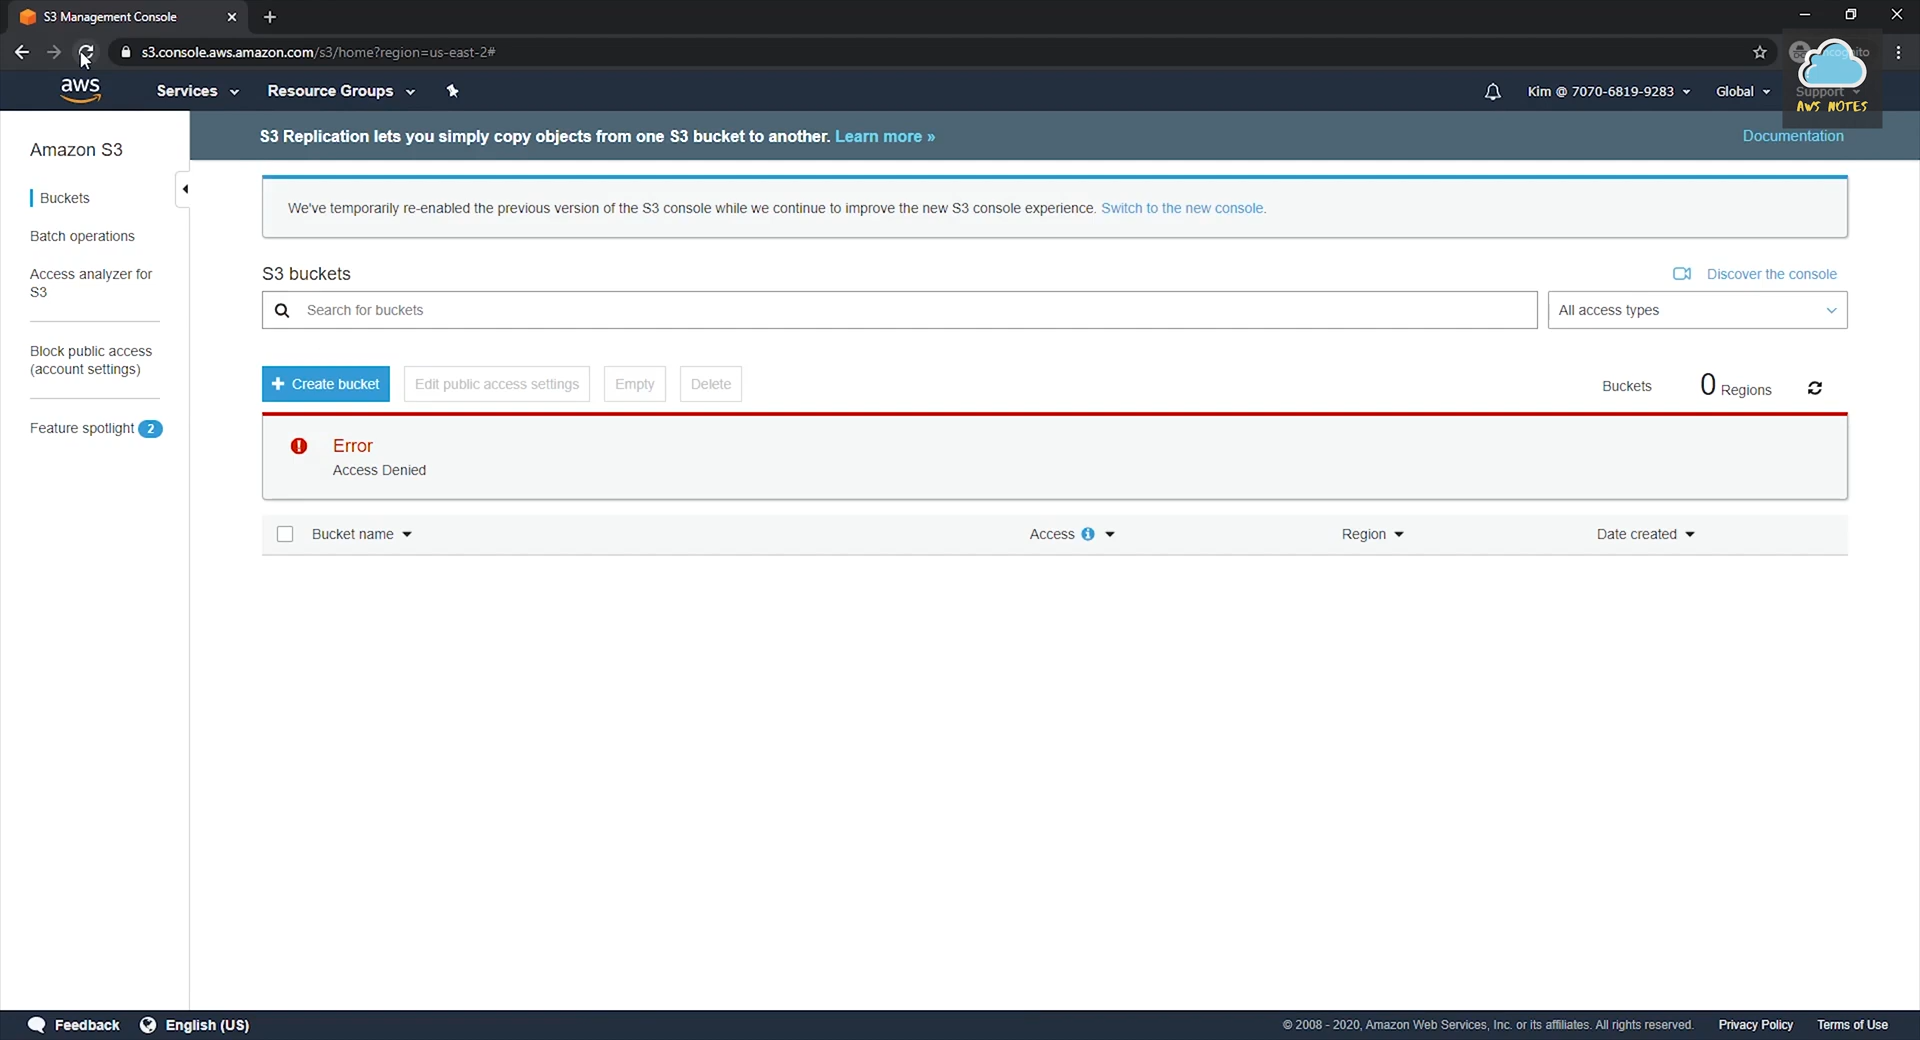 S3 Management Console
s3.console.aws.amazon.com/s3/home?region=us-east-2#
aws
Services
Resource Groups
Kim @ 7070-6819-9283
Global
Support
AWS NOTES
Amazon S3
Buckets
Batch operations
Access analyzer for
S3
Block public access
(account settings)
Feature spotlight 2
S3 Replication lets you simply copy objects from one S3 bucket to another. Learn more »
Documentation
We've temporarily re-enabled the previous version of the S3 console while we continue to improve the new S3 console experience. Switch to the new console.
S3 buckets
Discover the console
Search for buckets
All access types
+ Create bucket
Edit public access settings
Empty
Delete
Buckets
0 Regions
Error
Access Denied
Bucket name
Access
Region
Date created
Feedback
English (US)
© 2008 - 2020, Amazon Web Services, Inc. or its affiliates. All rights reserved.
Privacy Policy
Terms of Use